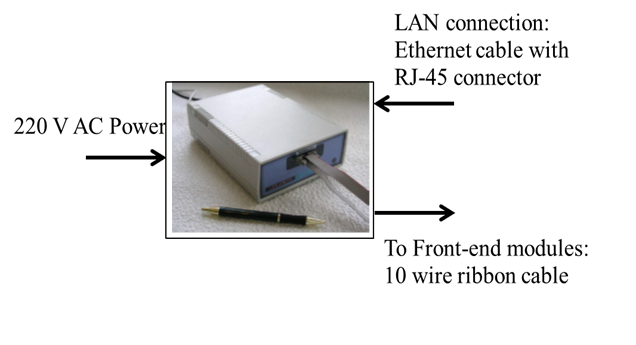 LAN connection:
Ethernet cable with
RJ-45 connector
220 V AC Power
To Front-end modules:
10 wire ribbon cable